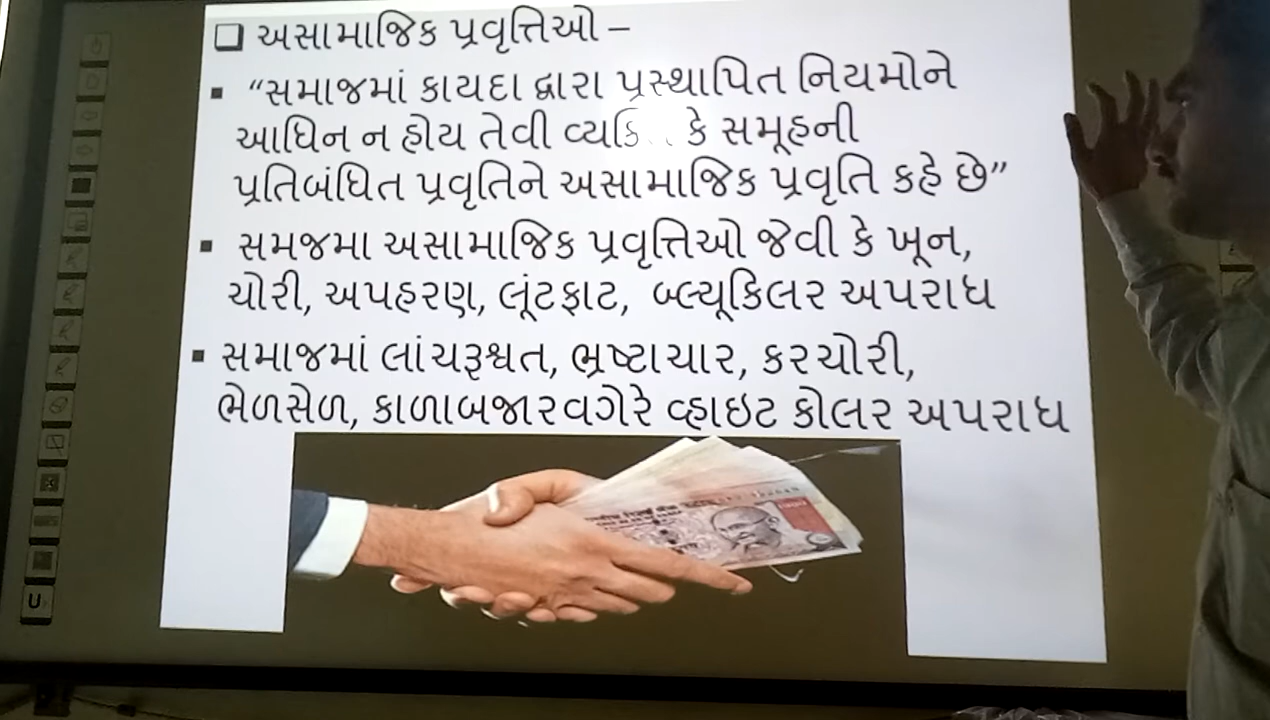 અસામાજિક પ્રવૃત્તિઓ –
“સમાજમાં કાયદા દ્વારા પ્રસ્થાપિત નિયમોને
આધિન ન હોય તેવી કે સમૂહની
પ્રતિબંધિત પ્રવૃતિને અસામાજિક પ્રવૃતિ કહે છે”
સમજમા અસામાજિક પ્રવૃત્તિઓ જેવી કે ખૂન,
ચોરી, અપહરણ, લૂંટફાટ, બ્લ્યૂકિલર અપરાધ
સમાજમાં લાંચરૂશ્વત, ભ્રષ્ટાચાર, કરચોરી,
ભેળસેળ, કાળાબજારવગેરે વ્હાઇટ કોલર અપરાધ